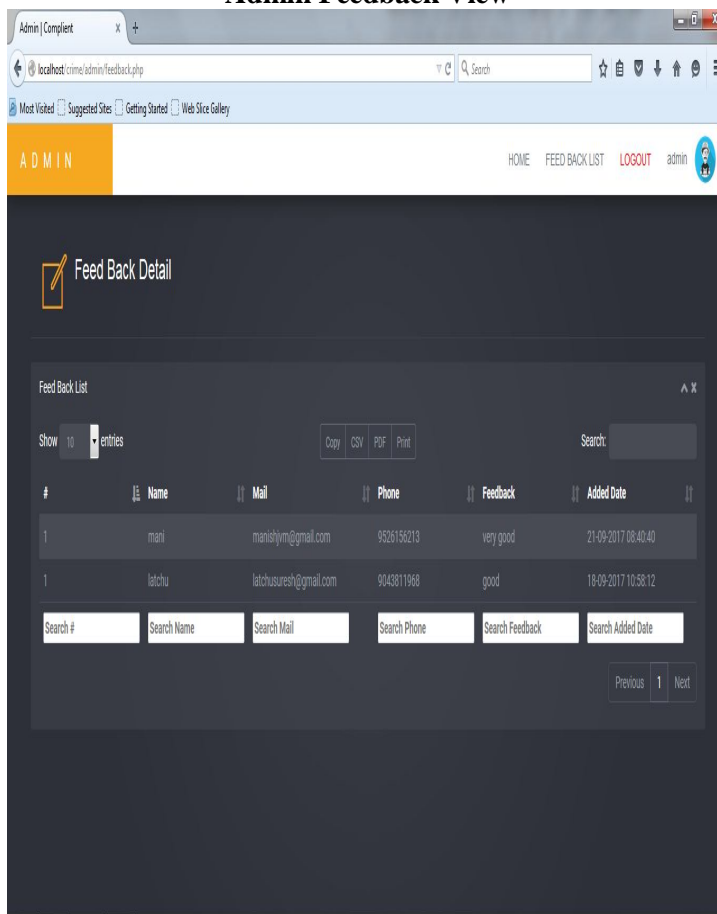 Admin Feedback View
Admin | Complient x +
localhost/crime/admin/feedback.php Search
Most Visited Suggested Sites Getting Started Web Slice Gallery
ADMIN HOME FEED BACK LIST LOGOUT admin
Feed Back Detail
Feed Back List
Show 10 entries Copy CSV PDF Print Search:
# Name Mail Phone Feedback Added Date
1 mani manishjvm@gmail.com 9526156213 very good 21-09-2017 08:40:40
1 latchu latchusuresh@gmail.com 9043811968 good 18-09-2017 10:58:12
Search # Search Name Search Mail Search Phone Search Feedback Search Added Date
Previous 1 Next